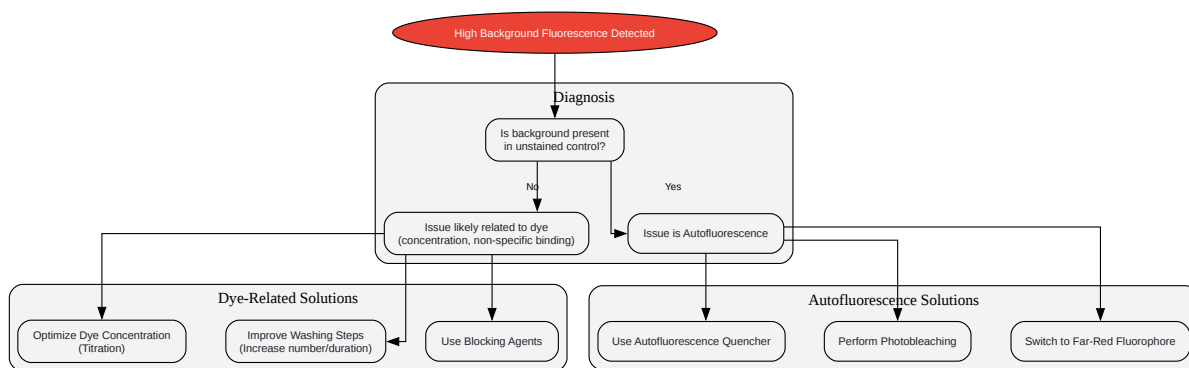 High Background Fluorescence Detected
Diagnosis
Is background present
in unstained control?
No
Yes
Issue likely related to dye
(concentration, non-specific binding)
Issue is Autofluorescence
Dye-Related Solutions
Autofluorescence Solutions
Optimize Dye Concentration
(Titration)
Improve Washing Steps
(Increase number/duration)
Use Blocking Agents
Use Autofluorescence Quencher
Perform Photobleaching
Switch to Far-Red Fluorophore